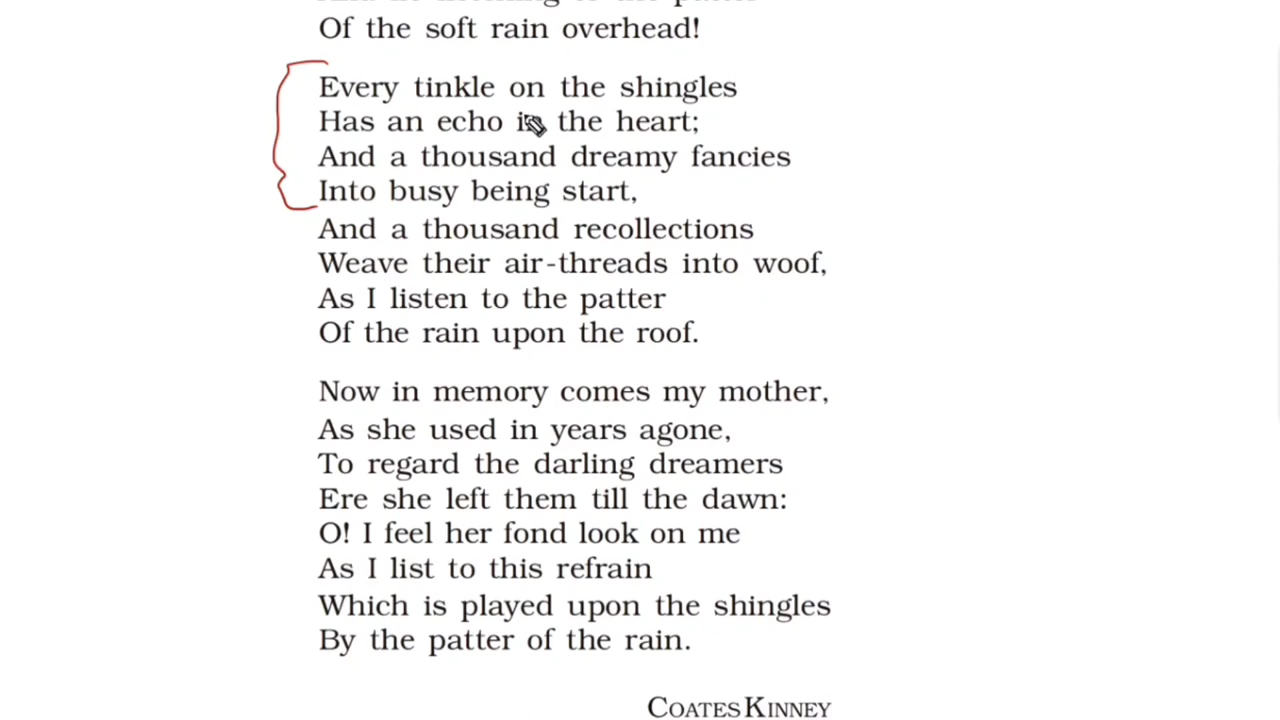 Of the soft rain overhead!
Every tinkle on the shingles
Has an echo in the heart;
And a thousand dreamy fancies
Into busy being start,
And a thousand recollections
Weave their air-threads into woof,
As I listen to the patter
Of the rain upon the roof.
Now in memory comes my mother,
As she used in years agone,
To regard the darling dreamers
Ere she left them till the dawn:
O! I feel her fond look on me
As I list to this refrain
Which is played upon the shingles
By the patter of the rain.
COATES KINNEY